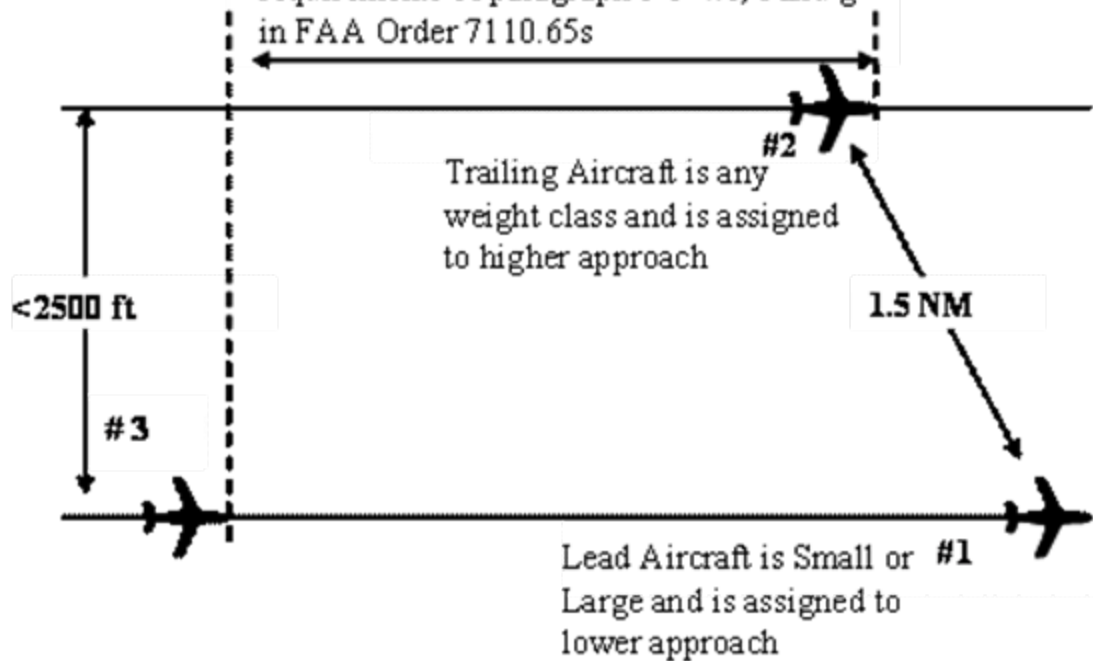 in FAA Order 7110.65s
#2
Trailing Aircraft is any
weight class and is assigned
to higher approach
<25 ft
1.5 NM
#3
Lead Aircraft is Small or
#1
Large and is assigned to
lower approach